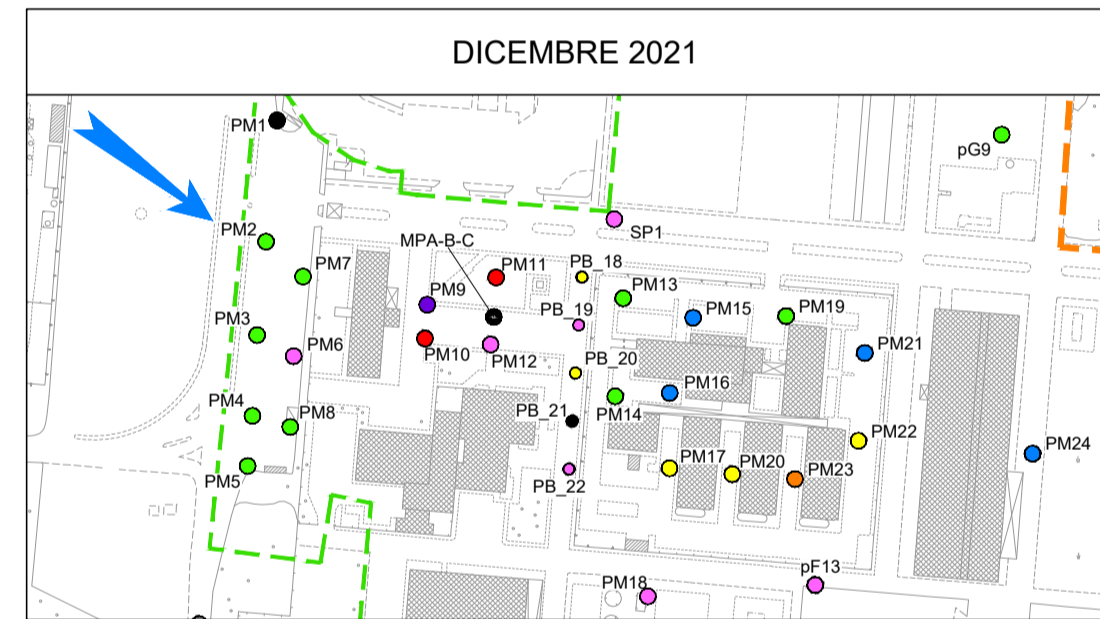 DICEMBRE 2021
PM1
pG9
PM2
SP1
MPA-B-C
PM7
PM11
PB_18
PM13
PM9
PB_19
PM15
PM19
PM3
PM6
PM10
PM12
PB_20
PM21
PM16
PM4
PM8
PB_21
PM14
PM22
PM24
PM5
PB_22
PM17
PM20
PM23
PM18
pF13